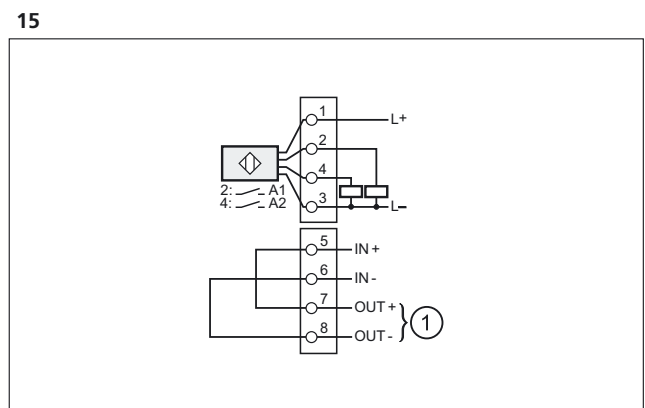 15
1
L+
2
4
2: A1
4: A2
3
L–
5 IN+
6 IN-
7 OUT+
1
8 OUT-